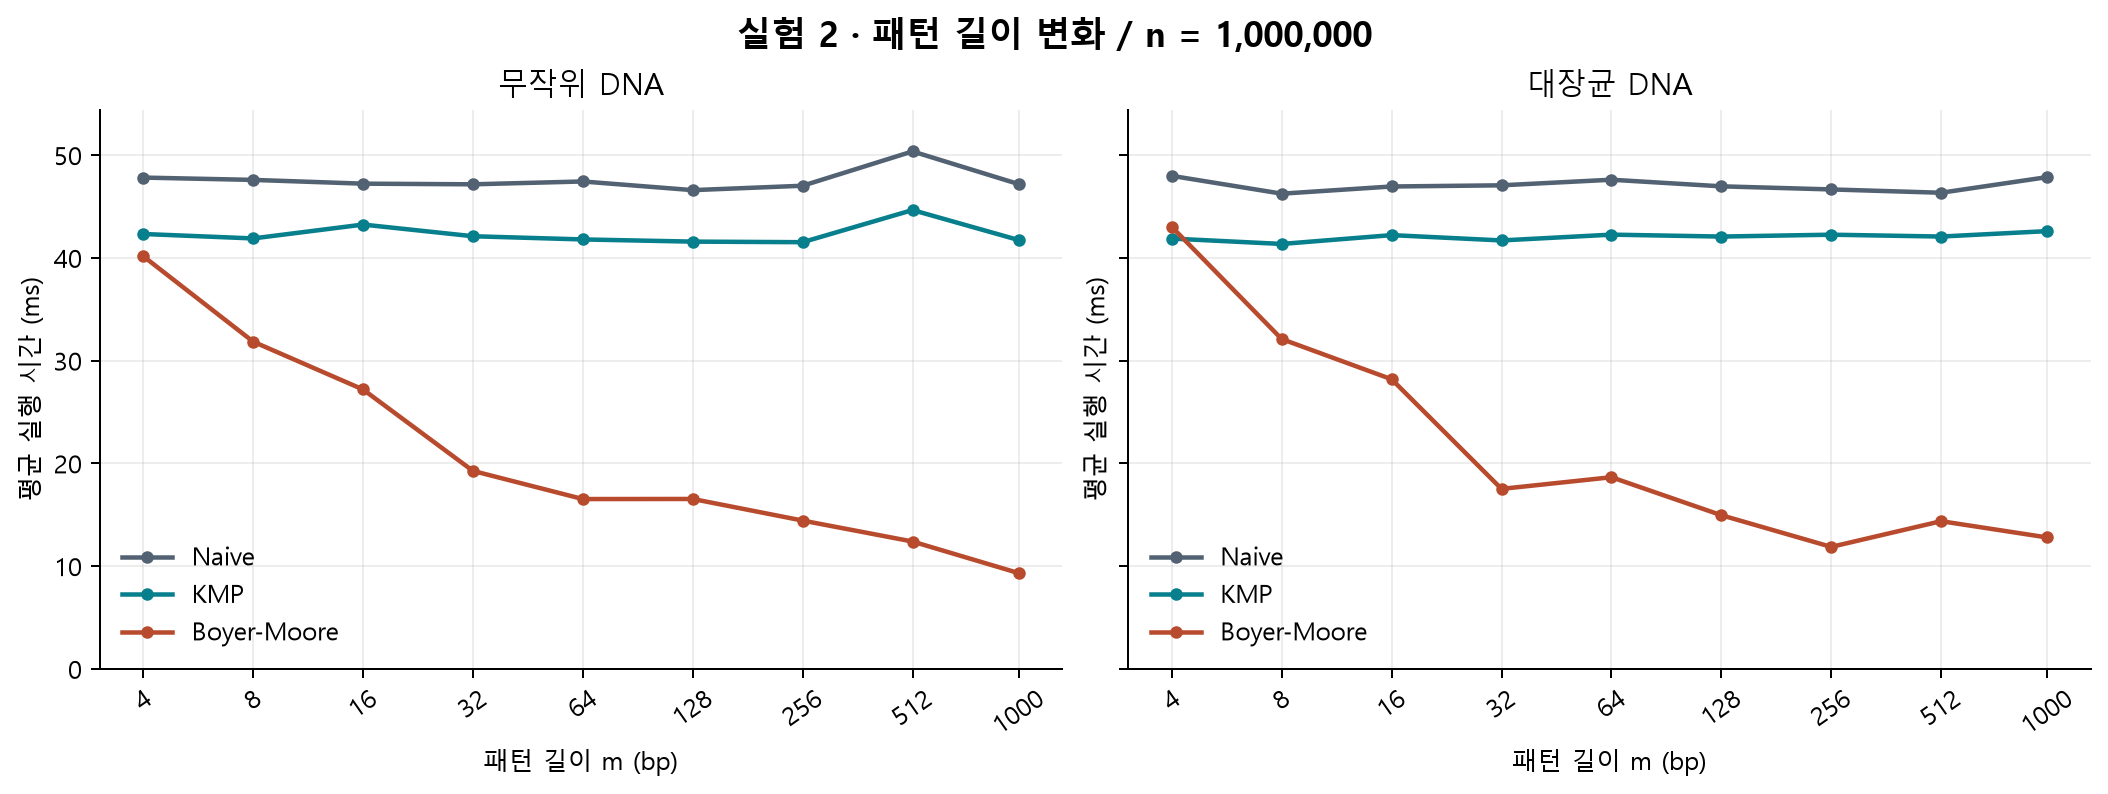 실험 2 · 패턴 길이 변화 / n = 1,000,000
무작위 DNA
평균 실행 시간 (ms)
50
40
30
20
10
0
Naive
KMP
Boyer-Moore
4 8 16 32 64 128 256 512 1000
패턴 길이 m (bp)
대장균 DNA
평균 실행 시간 (ms)
Naive
KMP
Boyer-Moore
4 8 16 32 64 128 256 512 1000
패턴 길이 m (bp)